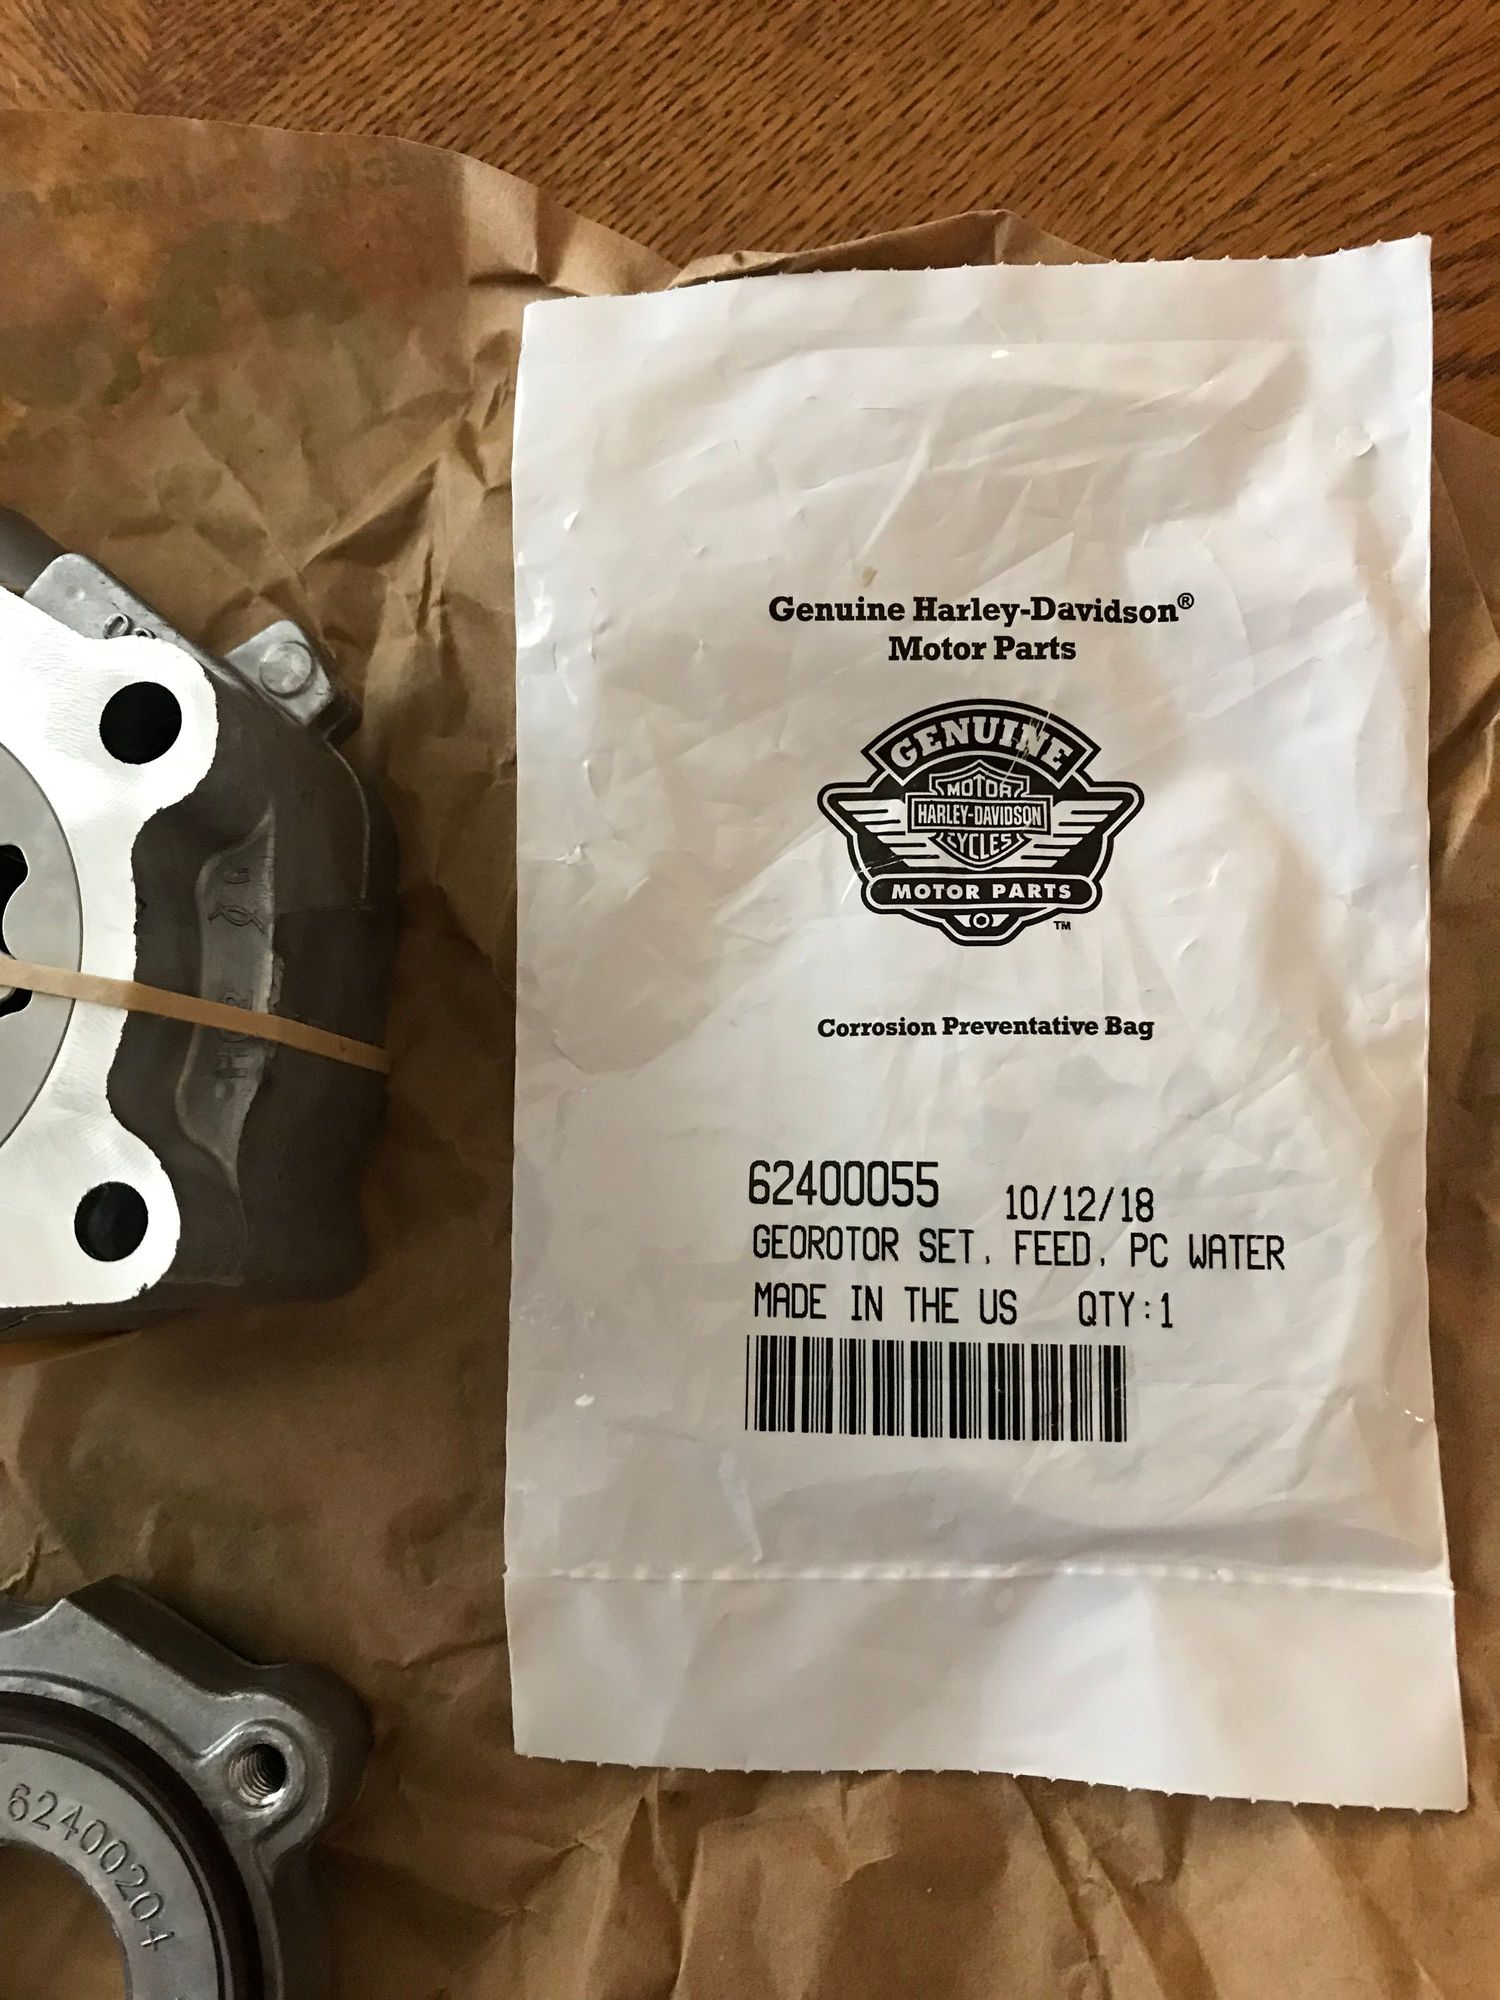 Genuine Harley-Davidson®
Motor Parts
GENUINE
MOTOR
HARLEY-DAVIDSON
CYCLES
MOTOR PARTS
™
Corrosion Preventative Bag
62400055 10/12/18
GEOROTOR SET, FEED, PC WATER
MADE IN THE US QTY:1
62400204